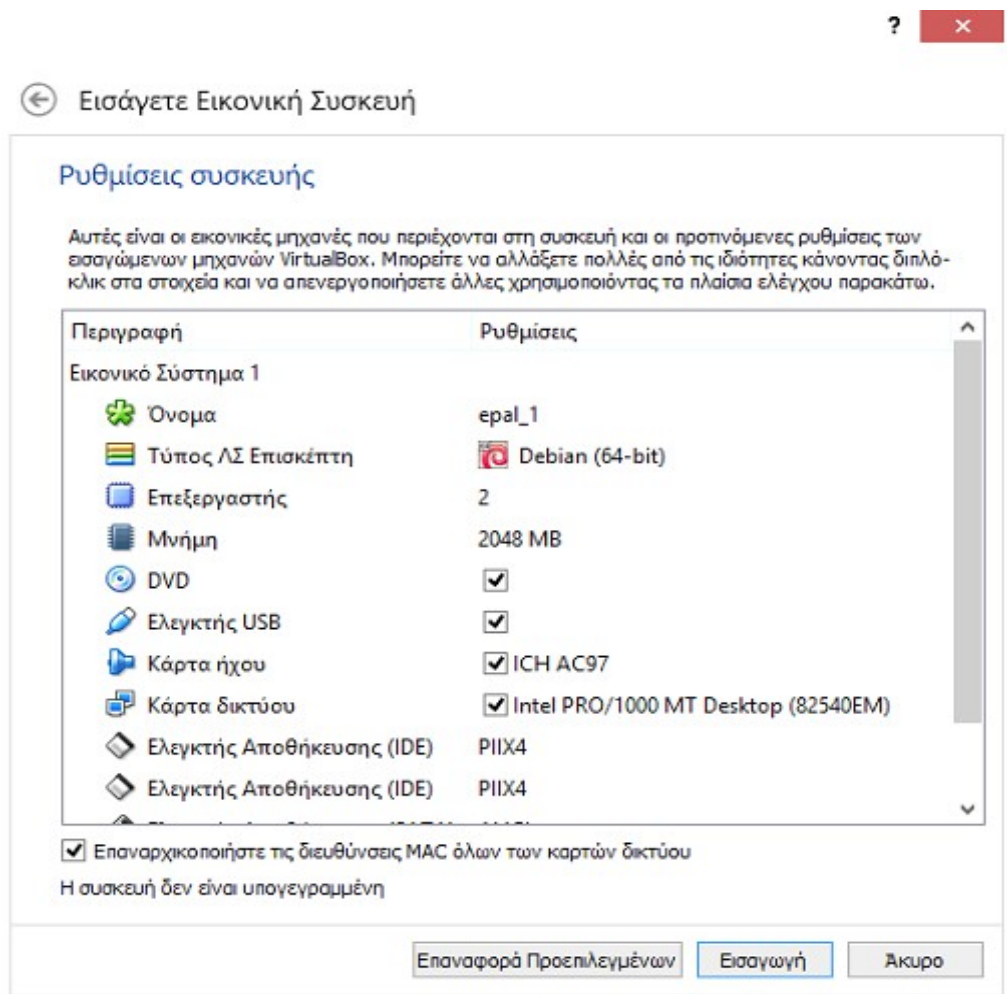 ?
Εισάγετε Εικονική Συσκευή
Ρυθμίσεις συσκευής
Αυτές είναι οι εικονικές μηχανές που περιέχονται στη συσκευή και οι προτινόμενες ρυθμίσεις των
εισαγώμενων μηχανών VirtualBox. Μπορείτε να αλλάξετε πολλές από τις ιδιότητες κάνοντας διπλό-
κλικ στα στοιχεία και να απενεργοποιήσετε άλλες χρησιμοποιόντας τα πλαίσια ελέγχου παρακάτω.
Περιγραφή Ρυθμίσεις
Εικονικό Σύστημα 1
Όνομα epal_1
Τύπος ΛΣ Επισκέπτη Debian (64-bit)
Επεξεργαστής 2
Μνήμη 2048 MB
DVD
Ελεγκτής USB
Κάρτα ήχου ICH AC97
Κάρτα δικτύου Intel PRO/1000 MT Desktop (82540EM)
Ελεγκτής Αποθήκευσης (IDE) PIIX4
Ελεγκτής Αποθήκευσης (IDE) PIIX4
Επαναρχικοποιήστε τις διευθύνσεις MAC όλων των καρτών δικτύου
Η συσκευή δεν είναι υπογεγραμμένη
Επαναφορά Προεπιλεγμένων Εισαγωγή Άκυρο